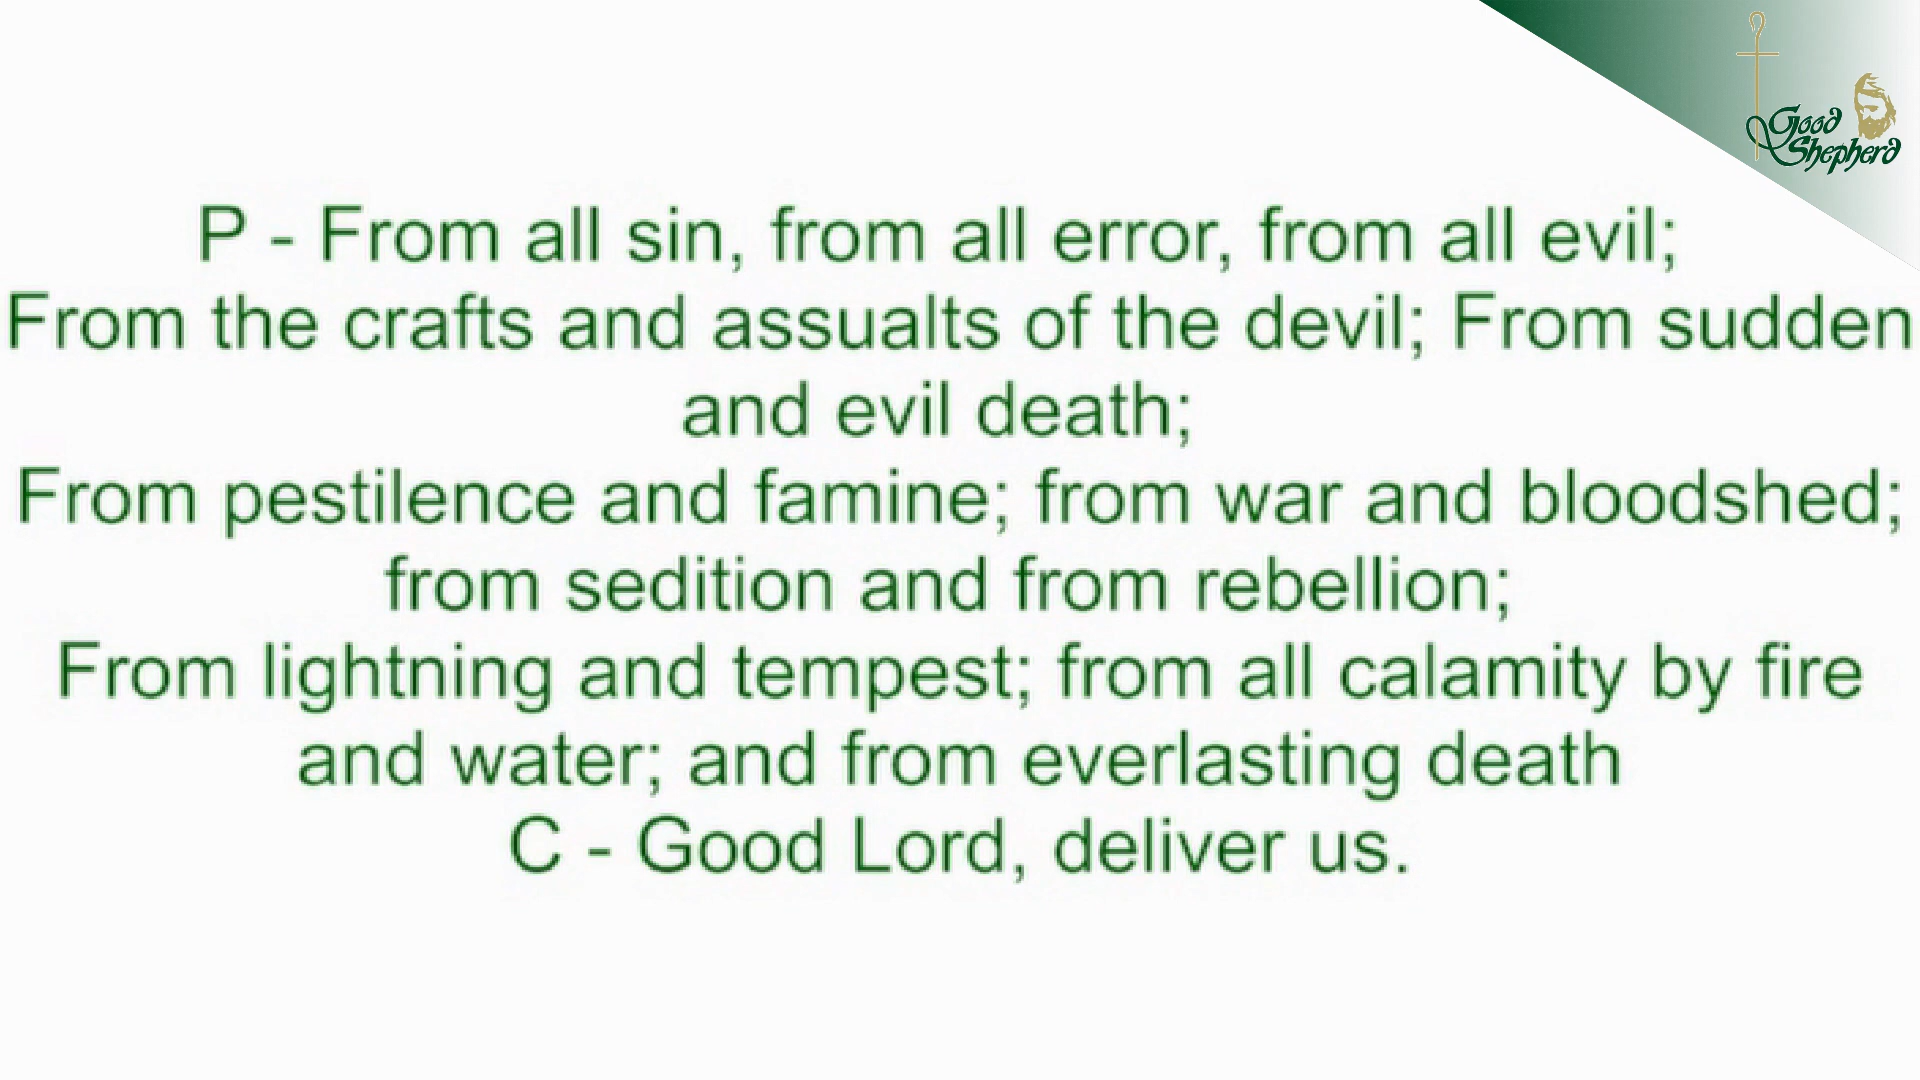 Good
Shepherd
P - From all sin, from all error, from all evil;
From the crafts and assualts of the devil; From sudden
and evil death;
From pestilence and famine; from war and bloodshed;
from sedition and from rebellion;
From lightning and tempest; from all calamity by fire
and water; and from everlasting death
C - Good Lord, deliver us.